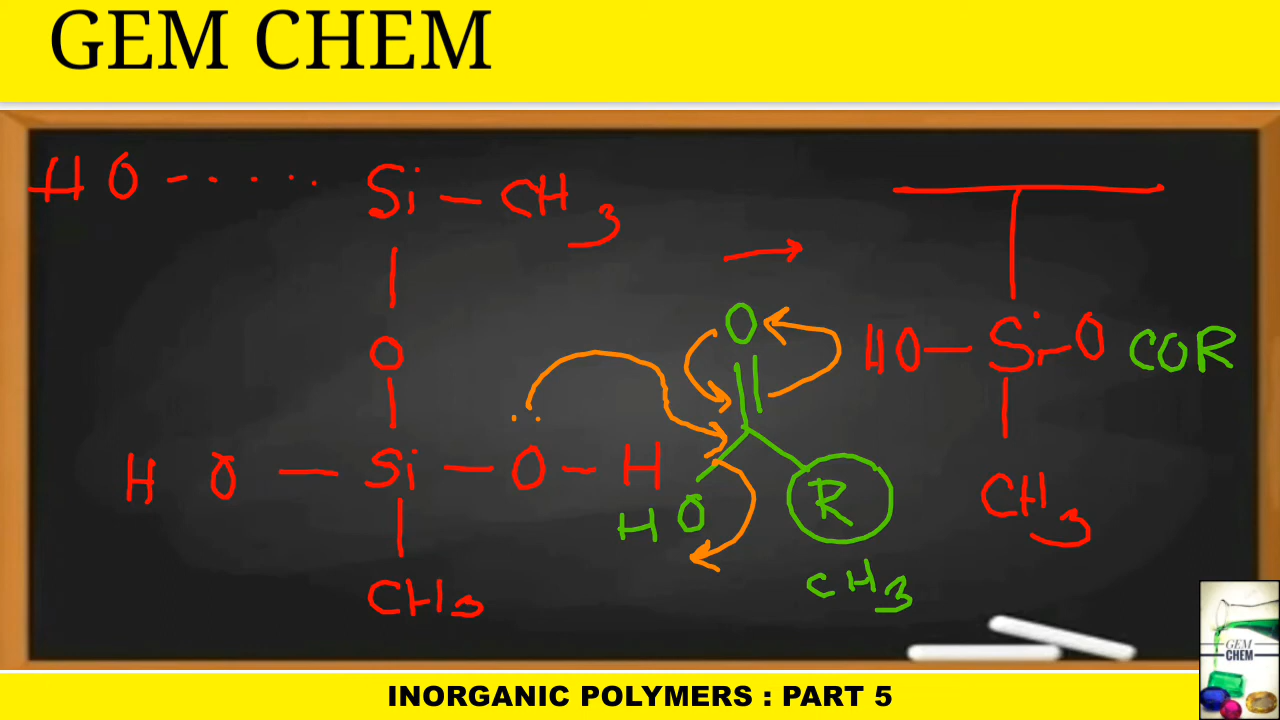 GEM CHEM
HO ----- Si - CH3
O
O
HO - Si - O COR
H O - Si - O - H
HO
R
CH3
CH3
CH3
GEM
CHEM
INORGANIC POLYMERS : PART 5